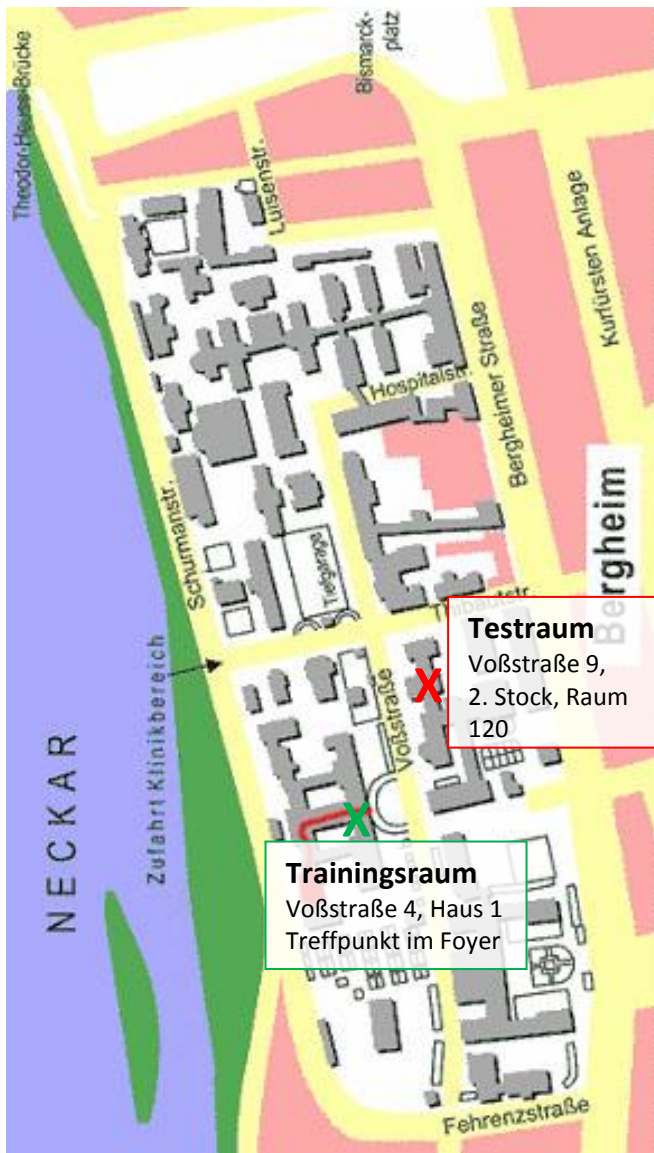 Theodor-Heuss-Brücke
Bismarck-
platz
Luisenstr.
Kurfürsten Anlage
Hospitalstr.
Bergheimer Straße
Schurmanstr.
Tiefgarage
Bergheim
Thibautstr.
Testraum
Voßstraße 9,
2. Stock, Raum
120
X
Voßstraße
Zufahrt Klinikbereich
NECKAR
X
Trainingsraum
Voßstraße 4, Haus 1
Treffpunkt im Foyer
Fehrenzstraße